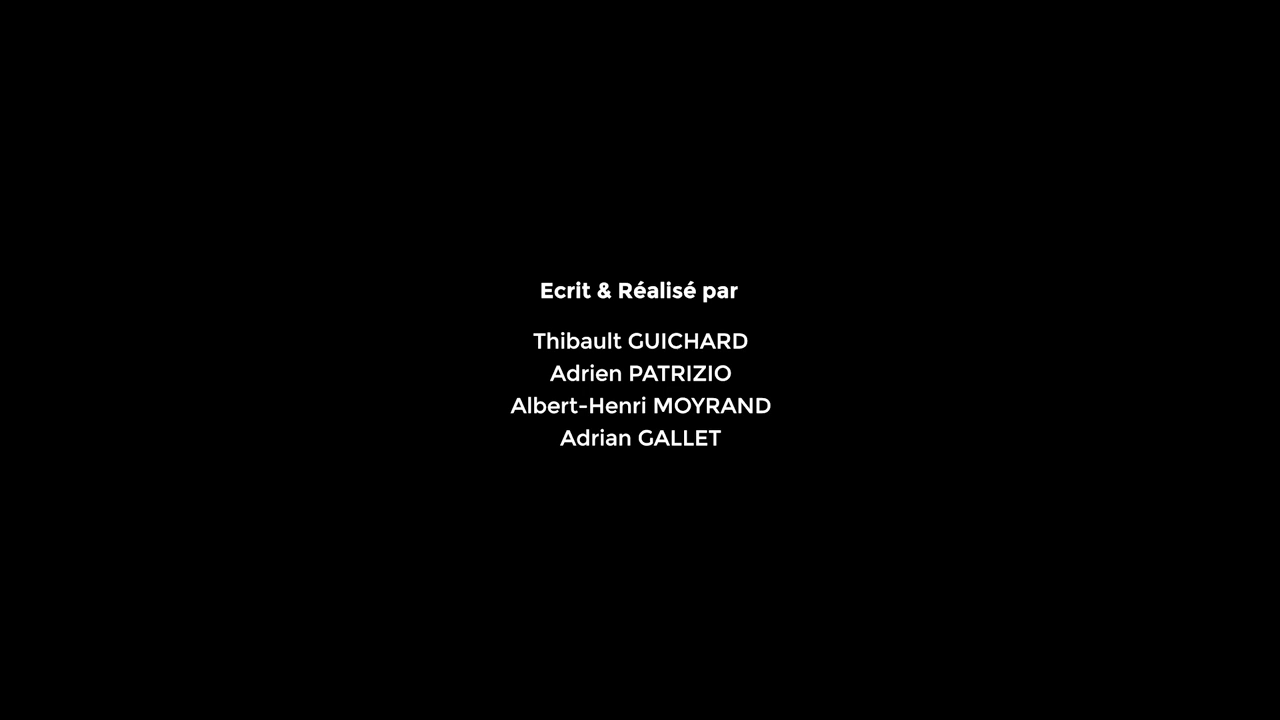 Ecrit & Réalisé par
Thibault GUICHARD
Adrien PATRIZIO
Albert-Henri MOYRAND
Adrian GALLET